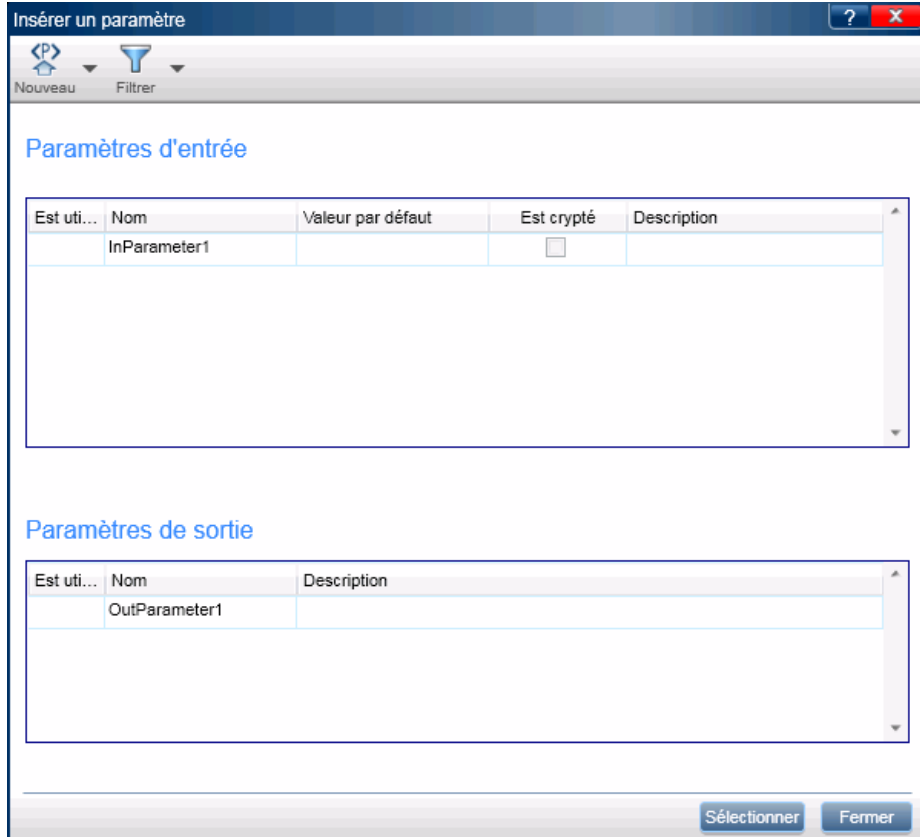 Insérer un paramètre ?
Nouveau Filtrer
Paramètres d'entrée
Est uti... Nom Valeur par défaut Est crypté Description
InParameter1
Paramètres de sortie
Est uti... Nom Description
OutParameter1
Sélectionner Fermer